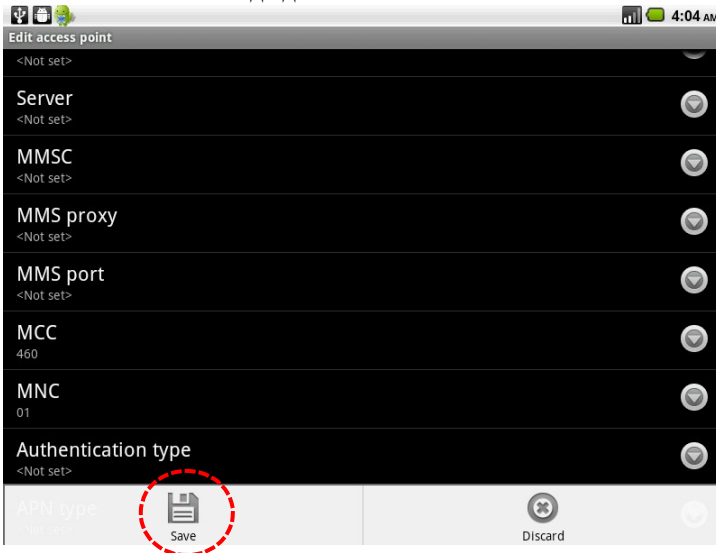 4:04 AM
Edit access point
<Not set>
Server
<Not set>
MMSC
<Not set>
MMS proxy
<Not set>
MMS port
<Not set>
MCC
460
MNC
01
Authentication type
<Not set>
APN type
Save
Discard